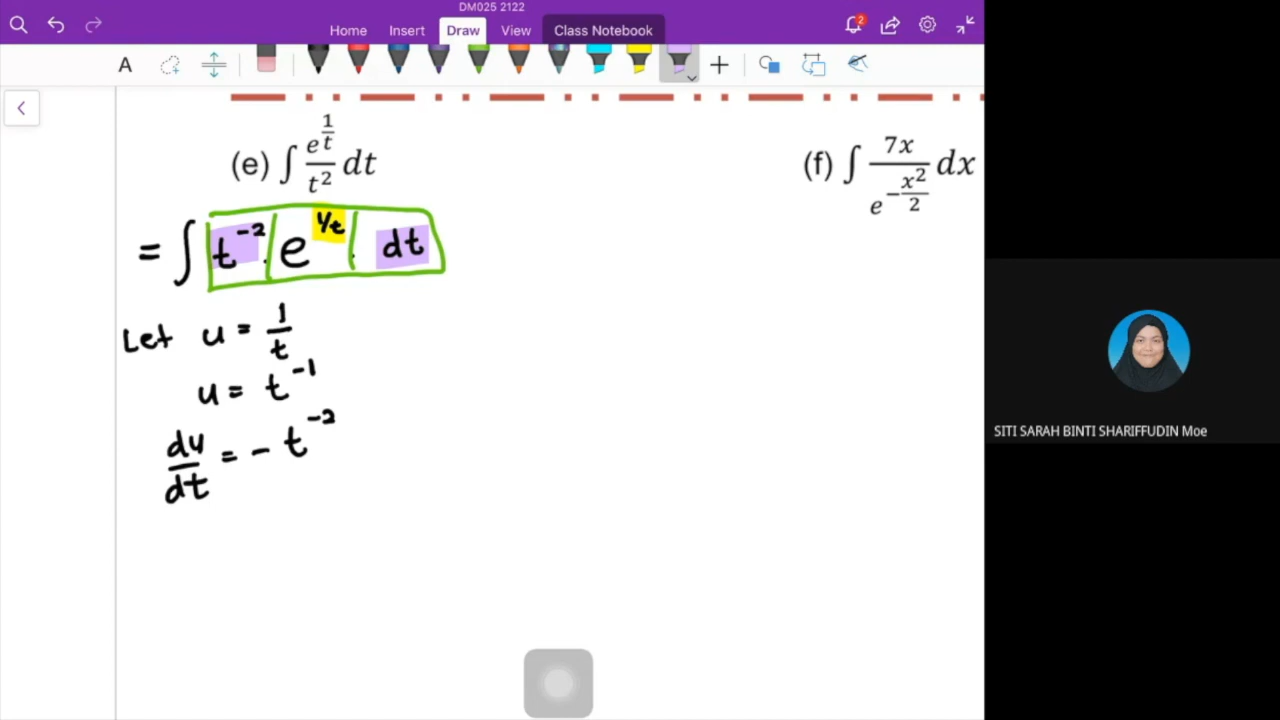 DM025 2122
2
Home Insert Draw View Class Notebook
A
(e) ∫ e^(1/t) / t² dt
(f) ∫ 7x / e^(-x²/2) dx
= ∫ t⁻² . e^(1/t) . dt
Let u = 1/t
u = t⁻¹
du/dt = - t⁻²
SITI SARAH BINTI SHARIFFUDIN Moe